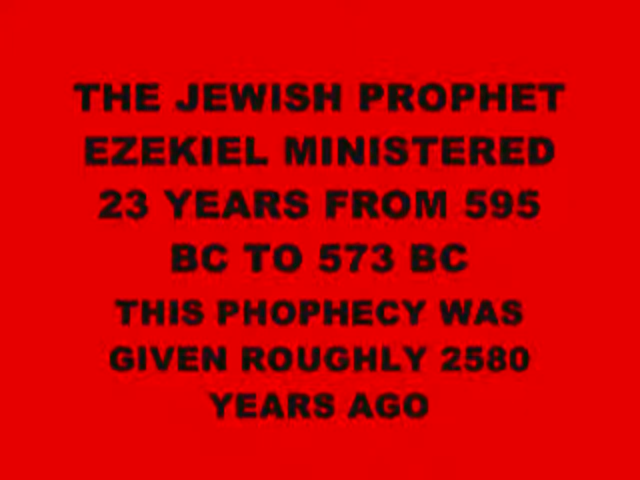 THE JEWISH PROPHET
EZEKIEL MINISTERED
23 YEARS FROM 595
BC TO 573 BC
THIS PHOPHECY WAS
GIVEN ROUGHLY 2580
YEARS AGO